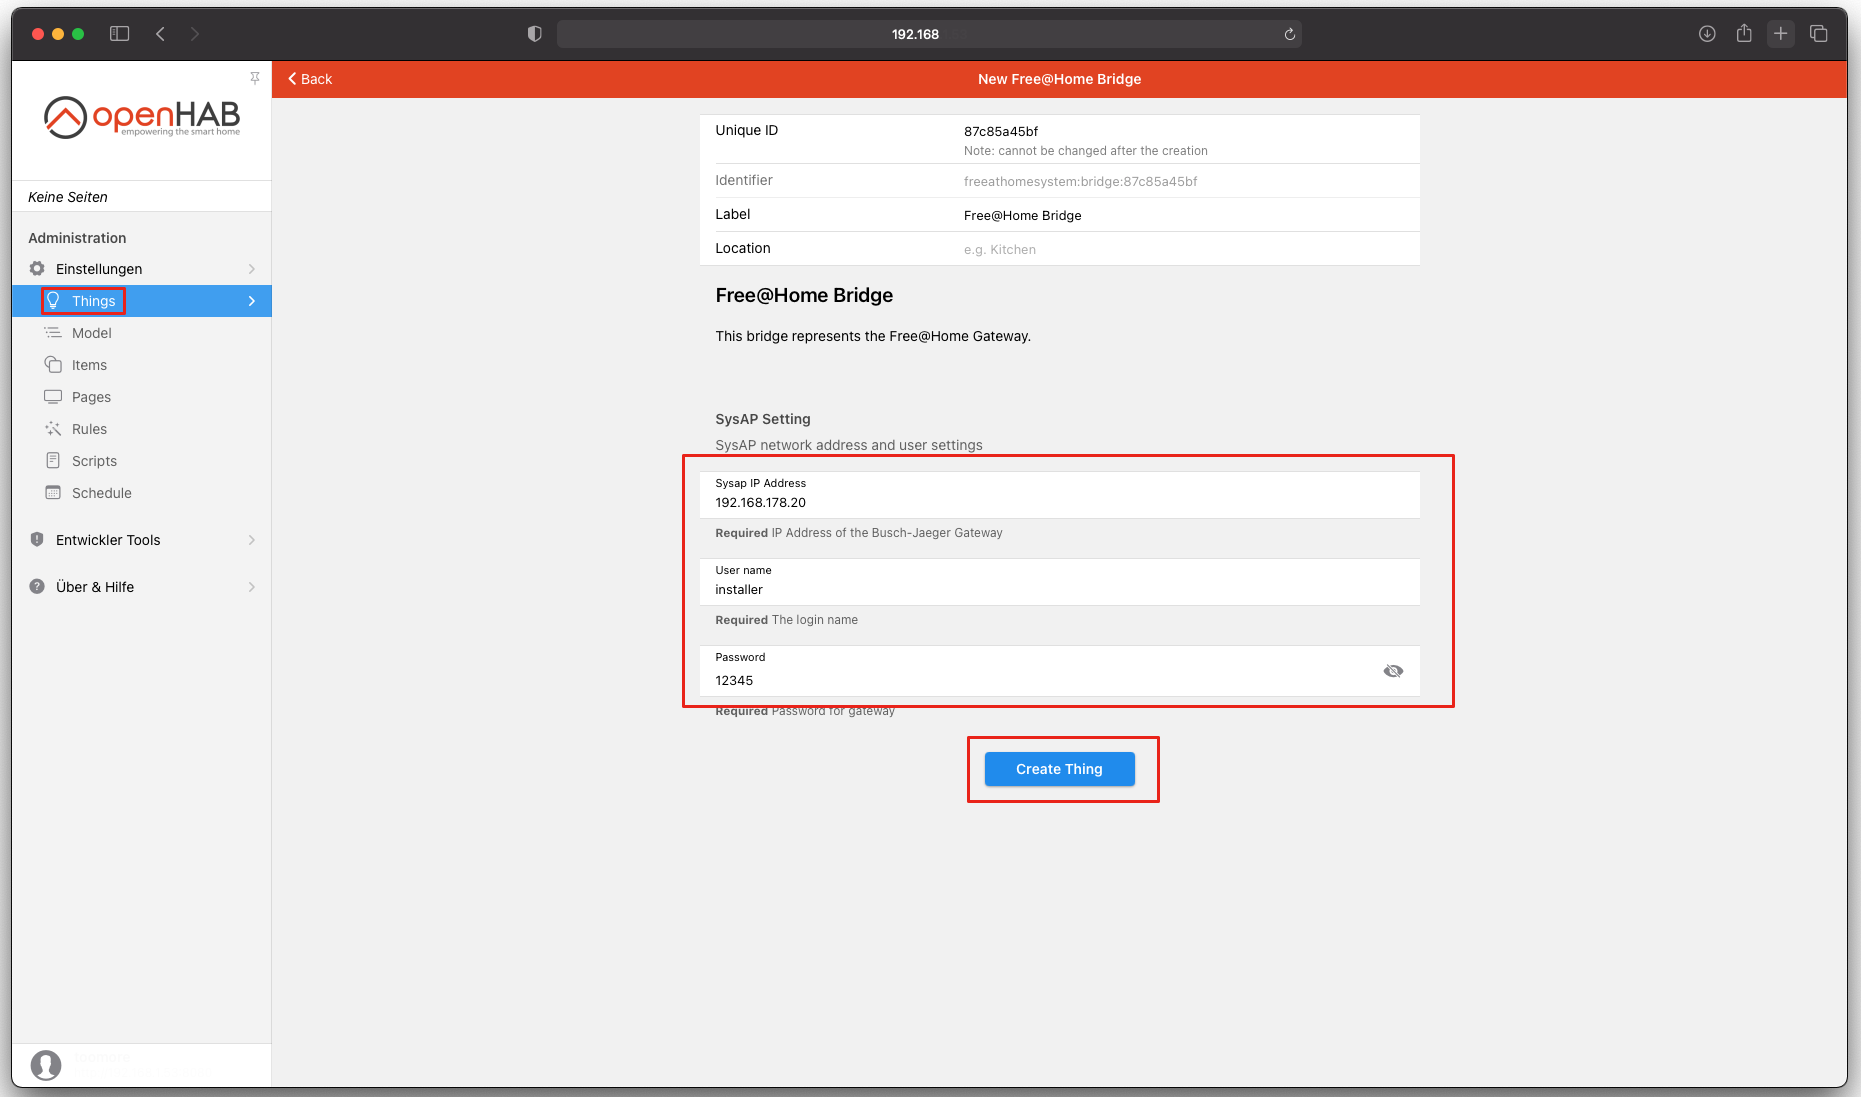 192.168
openHAB
empowering the smart home
Keine Seiten
Administration
Einstellungen
Things
Model
Items
Pages
Rules
Scripts
Schedule
Entwickler Tools
Über & Hilfe
Back
New Free@Home Bridge
Unique ID
87c85a45bf
Note: cannot be changed after the creation
Identifier
freeathomesystem:bridge:87c85a45bf
Label
Free@Home Bridge
Location
e.g. Kitchen
Free@Home Bridge
This bridge represents the Free@Home Gateway.
SysAP Setting
SysAP network address and user settings
Sysap IP Address
192.168.178.20
Required IP Address of the Busch-Jaeger Gateway
User name
installer
Required The login name
Password
12345
Required Password for gateway
Create Thing